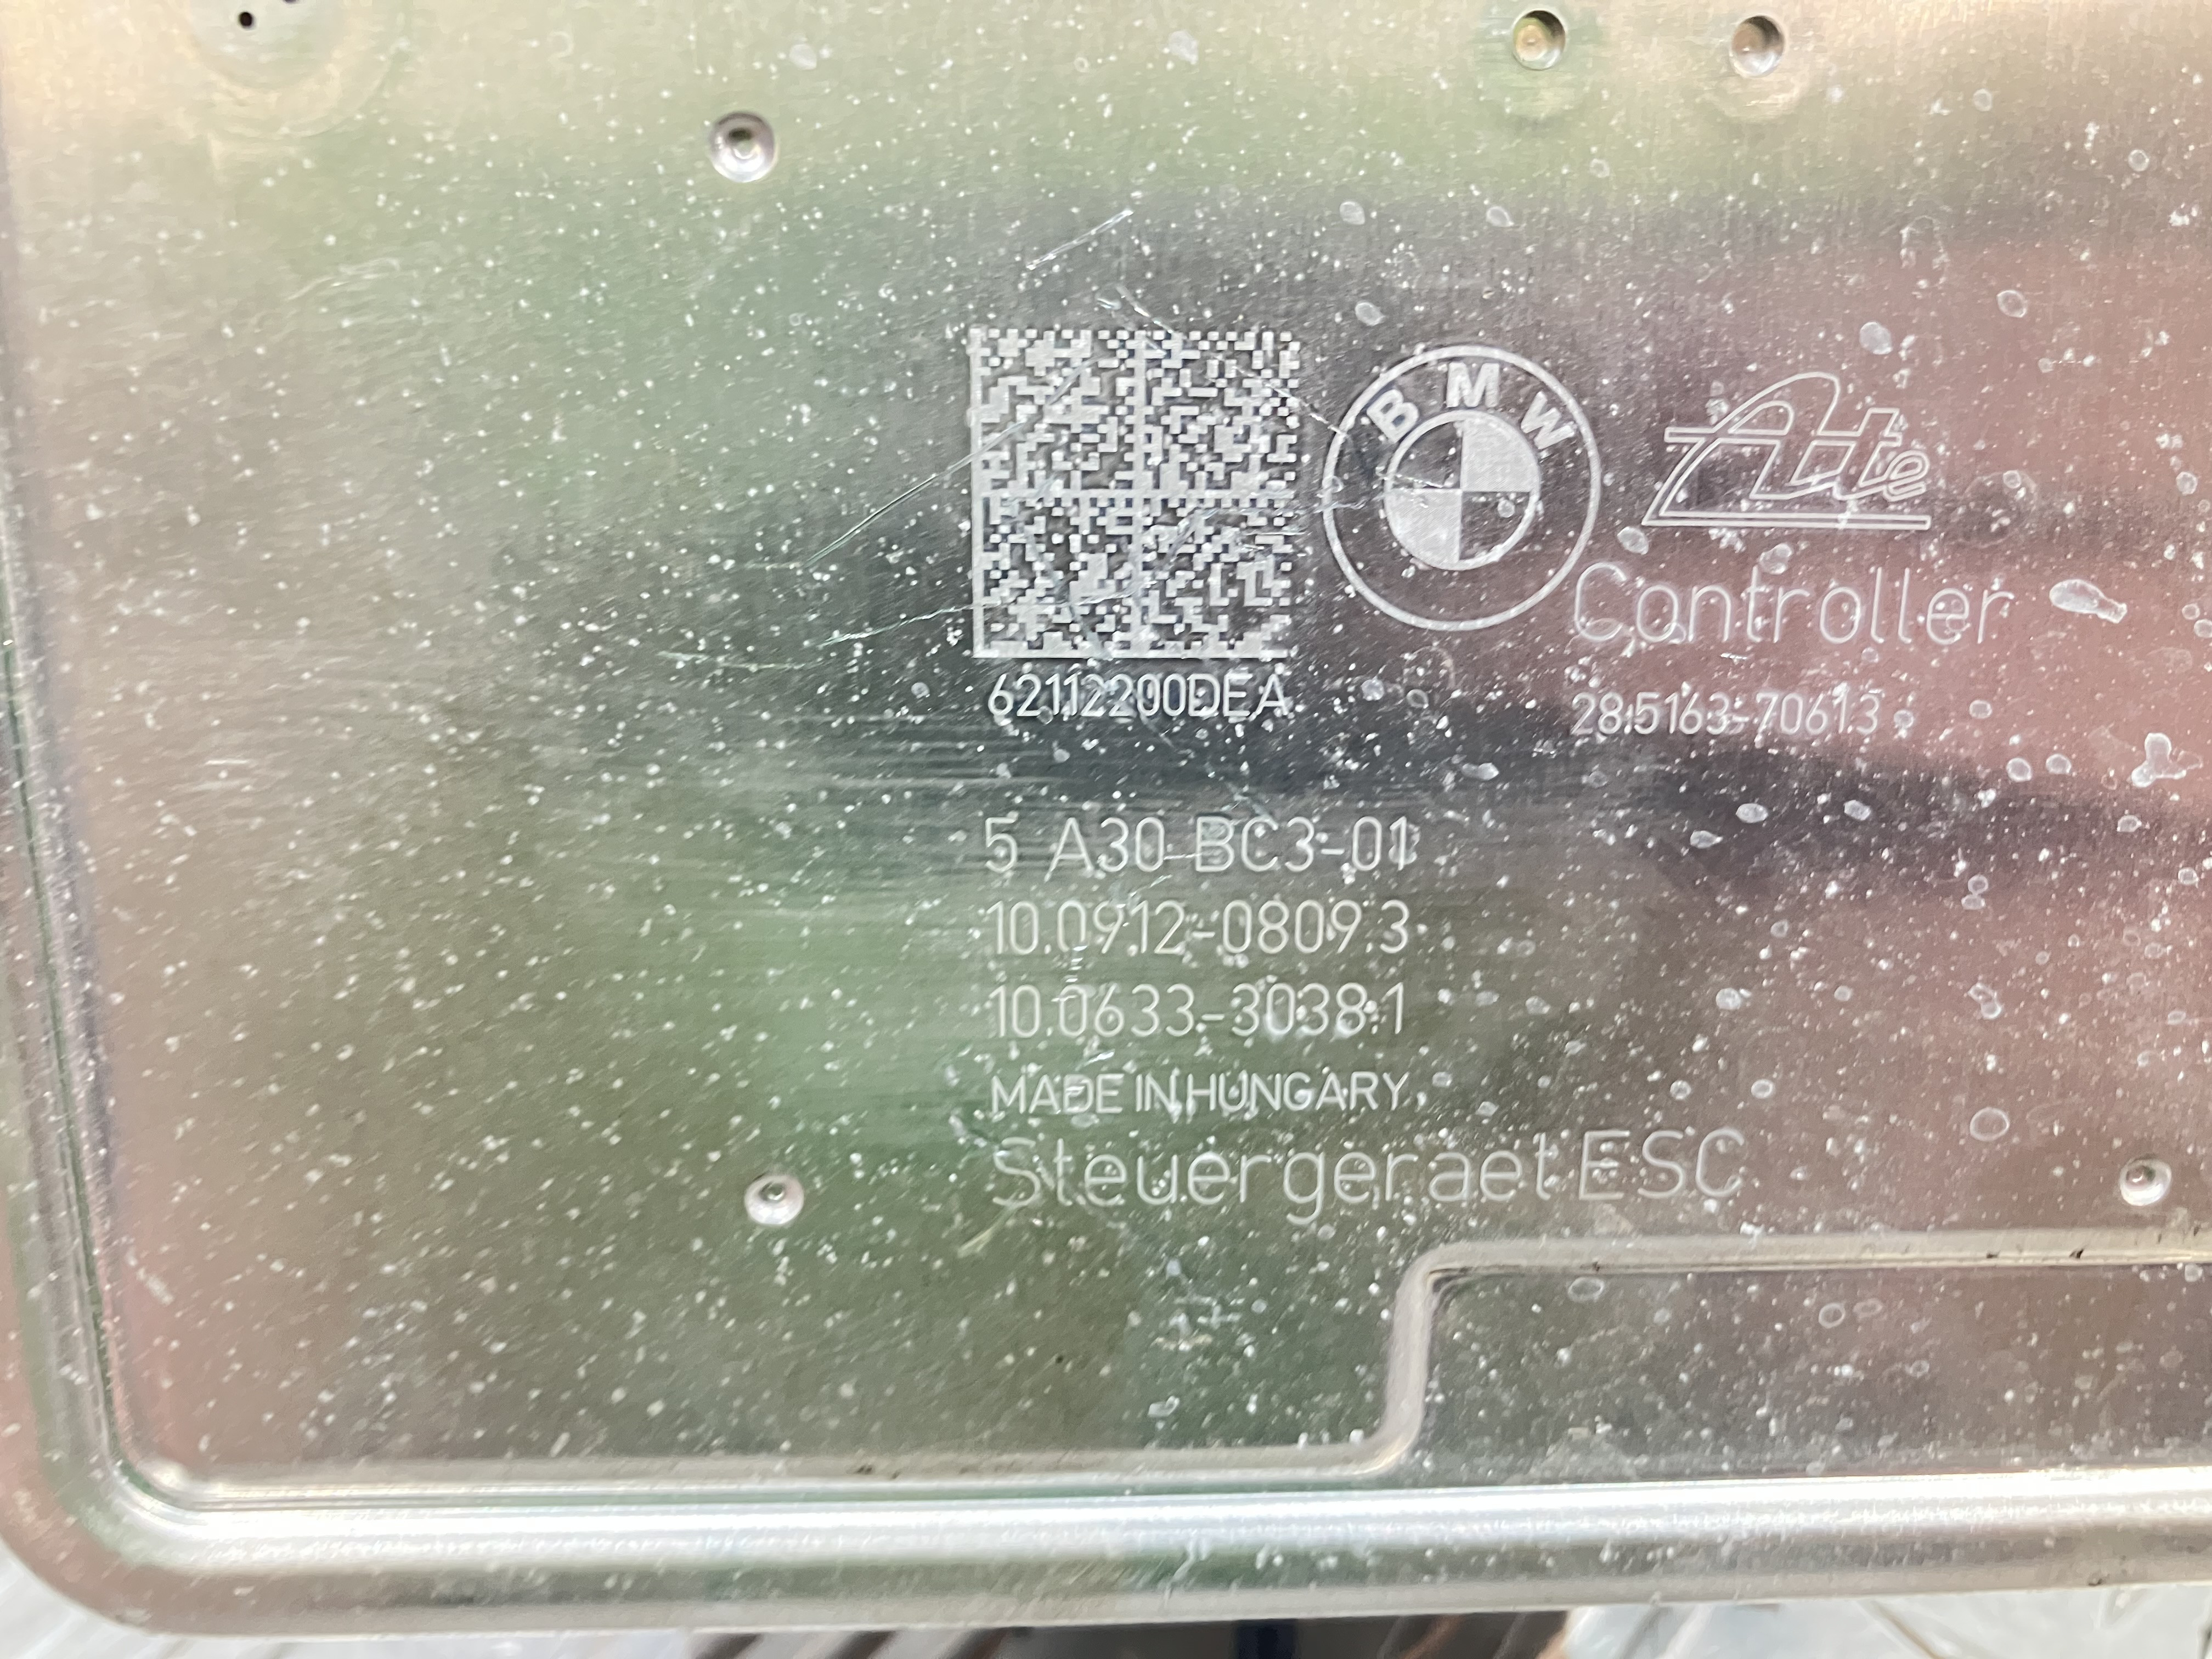 BMW
Ate
Controller
62112200DEA
28.5163-7061.3
5 A30 BC3-01
10.0912-0809.3
10.0633-3038.1
MADE IN HUNGARY
Steuergeraet ESC